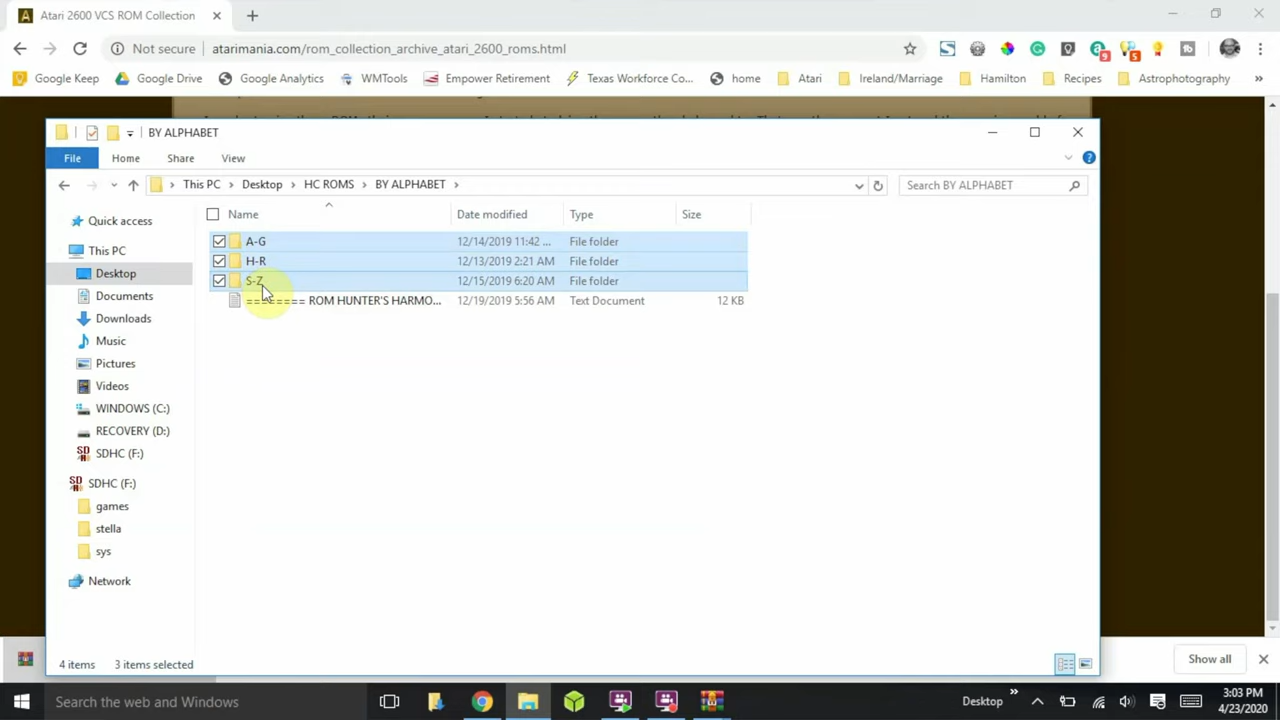 Atari 2600 VCS ROM Collection
Not secure atarimania.com/rom_collection_archive_atari_2600_roms.html
9
5
Google Keep Google Drive Google Analytics WMTools Empower Retirement Texas Workforce Co... home Atari Ireland/Marriage Hamilton Recipes Astrophotography »
BY ALPHABET
File Home Share View
This PC Desktop HC ROMS BY ALPHABET Search BY ALPHABET
Name Date modified Type Size
Quick access
This PC
Desktop
Documents
Downloads
Music
Pictures
Videos
WINDOWS (C:)
RECOVERY (D:)
SDHC (F:)
SDHC (F:)
games
stella
sys
Network
A-G 12/14/2019 11:42 ... File folder
H-R 12/13/2019 2:21 AM File folder
S-Z 12/15/2019 6:20 AM File folder
======== ROM HUNTER'S HARMO... 12/19/2019 5:56 AM Text Document 12 KB
4 items 3 items selected
Show all
Search the web and Windows
Desktop »
3:03 PM
4/23/2020